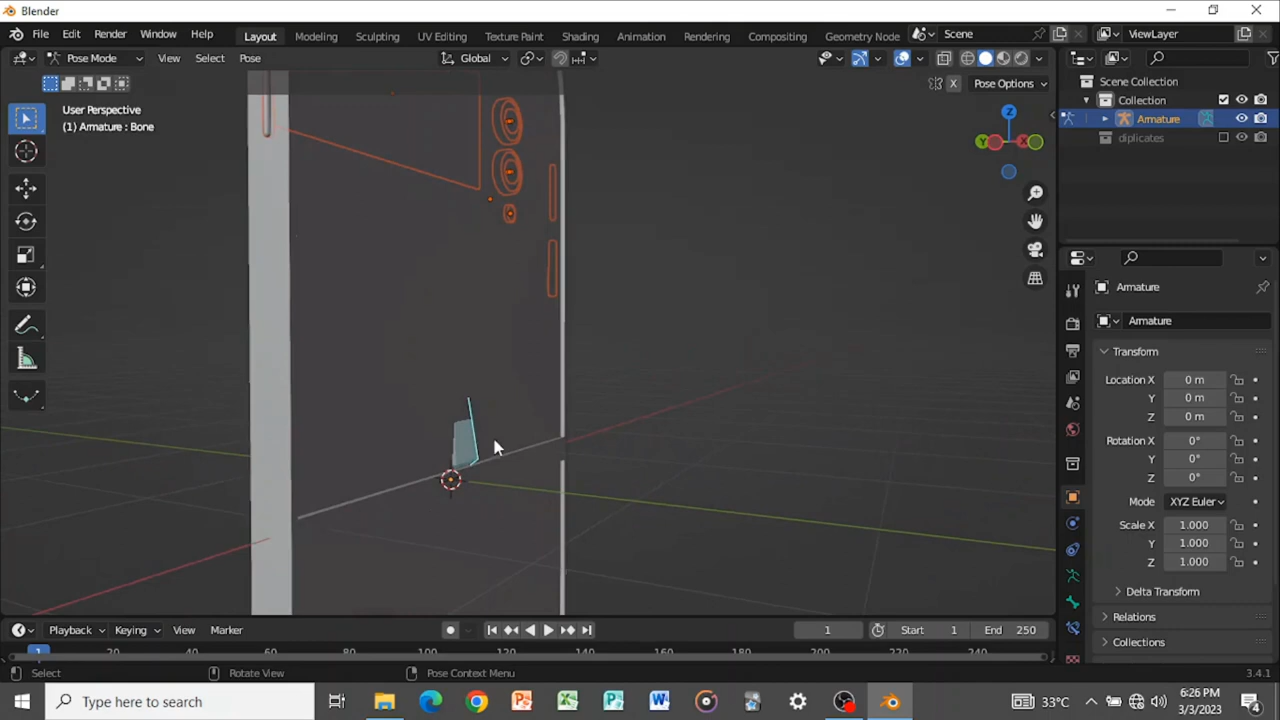 Blender
File Edit Render Window Help Layout Modeling Sculpting UV Editing Texture Paint Shading Animation Rendering Compositing Geometry Node Scene ViewLayer
Pose Mode View Select Pose Global
X Pose Options
User Perspective
(1) Armature : Bone
Z
Y X
Scene Collection
Collection
Armature
diplicates
Armature
Armature
Transform
Location X 0 m
Y 0 m
Z 0 m
Rotation X 0°
Y 0°
Z 0°
Mode XYZ Euler
Scale X 1.000
Y 1.000
Z 1.000
Delta Transform
Relations
Collections
Playback Keying View Marker 1 Start 1 End 250
1 20 40 60 80 100 120 140 160 180 200 220 240
Select Rotate View Pose Context Menu 3.4.1
Type here to search 33°C 6:26 PM
3/3/2023 4